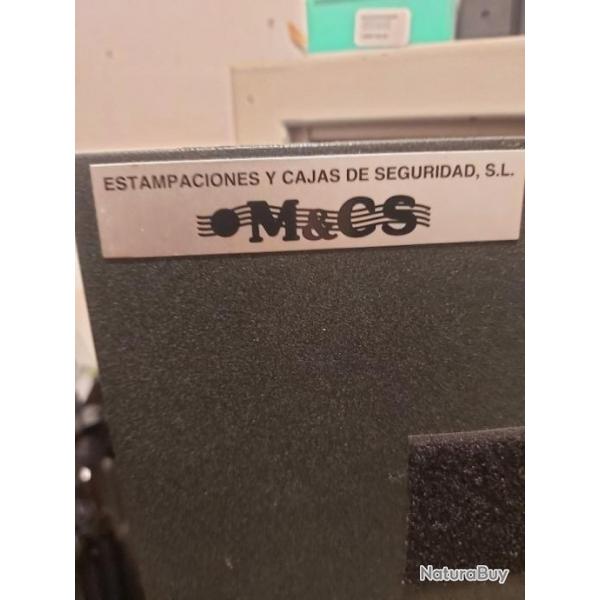 ESTAMPACIONES Y CAJAS DE SEGURIDAD, S.L.
M&CS
NaturaBuy